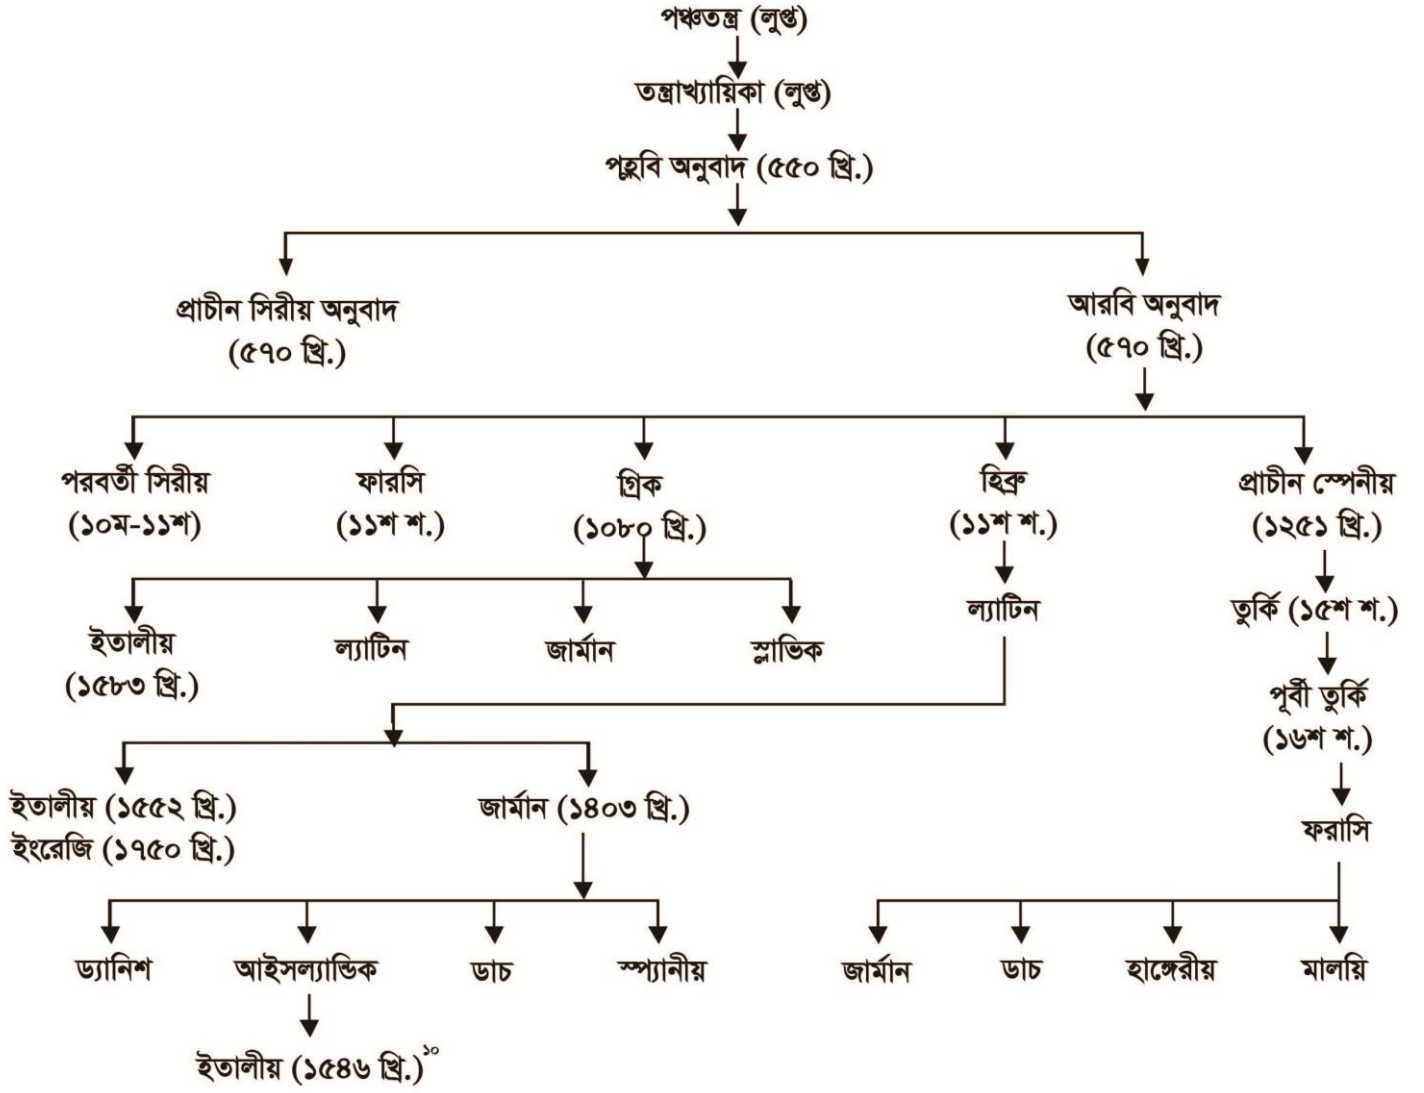 পঞ্চতন্ত্র (লুপ্ত)
তন্ত্রাখ্যায়িকা (লুপ্ত)
পহ্লবি অনুবাদ (৫৫০ খ্রি.)
প্রাচীন সিরীয় অনুবাদ
(৫৭০ খ্রি.)
আরবি অনুবাদ
(৫৭০ খ্রি.)
পরবর্তী সিরীয়
(১০ম-১১শ)
ফারসি
(১১শ শ.)
গ্রিক
(১০৮০ খ্রি.)
হিব্রু
(১১শ শ.)
প্রাচীন স্পেনীয়
(১২৫১ খ্রি.)
ইতালীয়
(১৫৮৩ খ্রি.)
ল্যাটিন
জার্মান
স্লাভিক
ল্যাটিন
তুর্কি (১৫শ শ.)
পূর্বী তুর্কি
(১৬শ শ.)
ইতালীয় (১৫৫২ খ্রি.)
ইংরেজি (১৭৫০ খ্রি.)
জার্মান (১৪০৩ খ্রি.)
ফরাসি
ড্যানিশ
আইসল্যান্ডিক
ডাচ
স্প্যানীয়
জার্মান
ডাচ
হাঙ্গেরীয়
মালয়ি
ইতালীয় (১৫৪৬ খ্রি.)১০